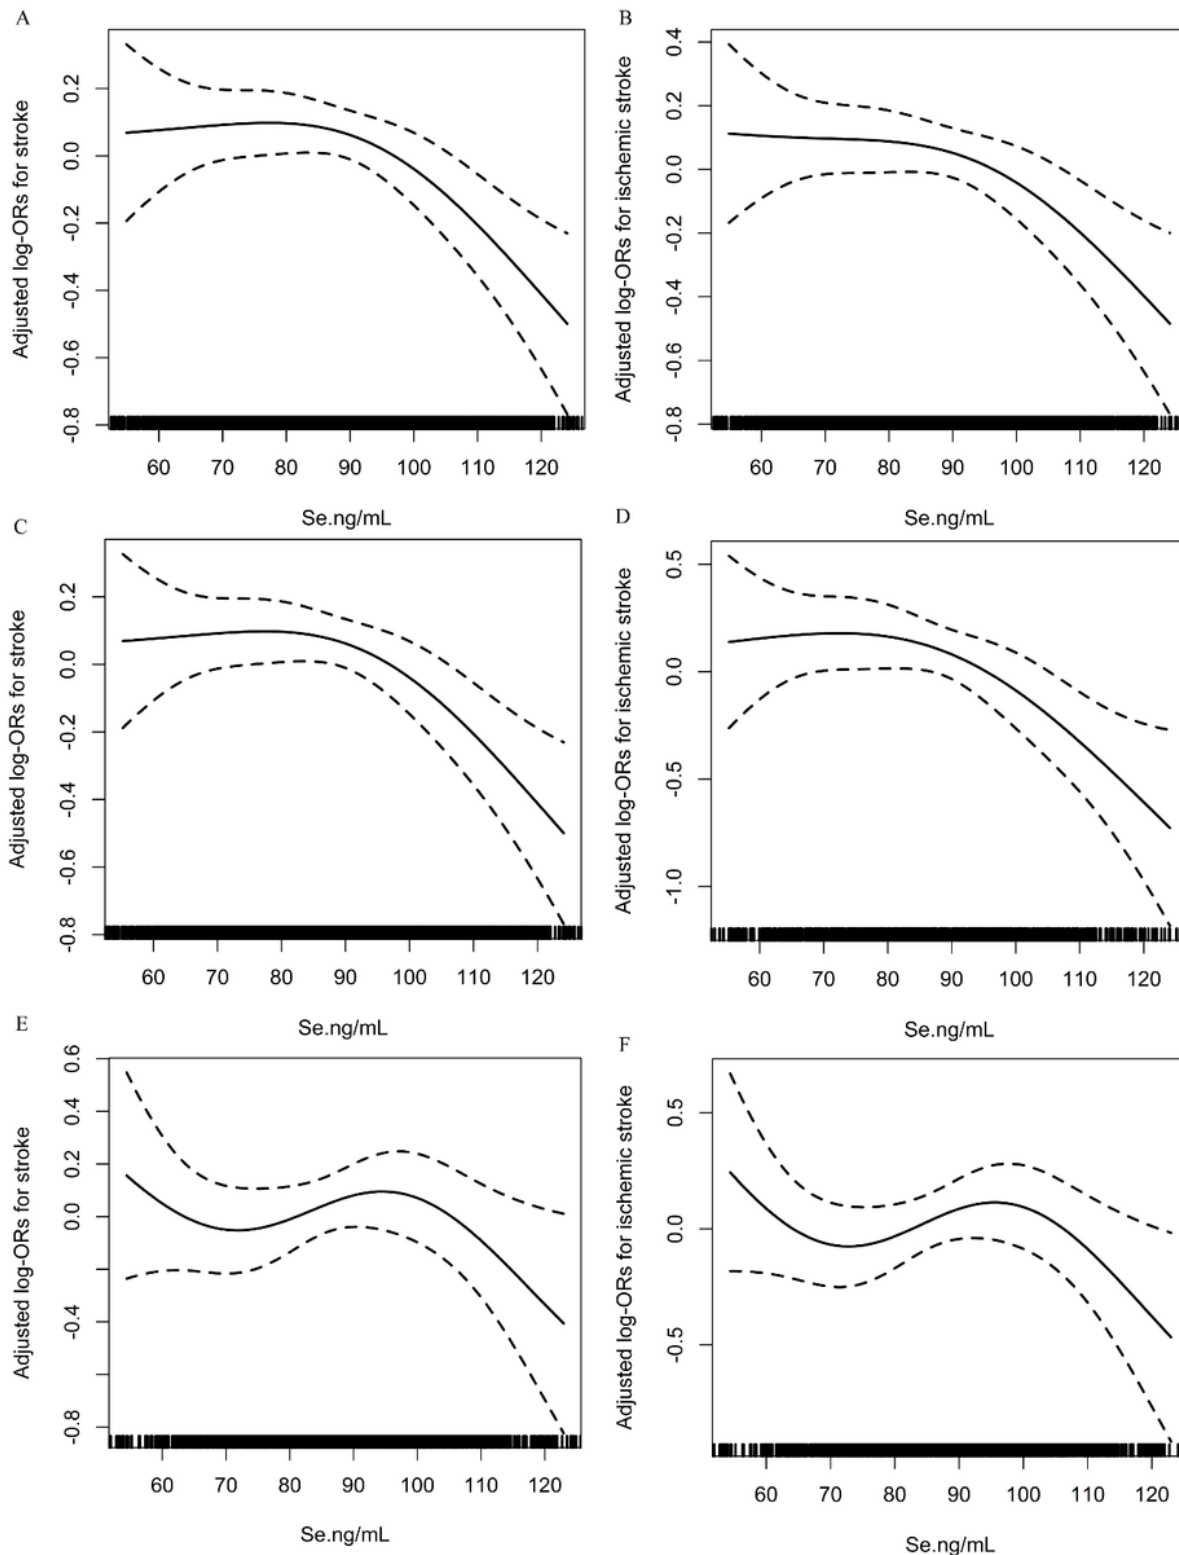 A
Adjusted log-ORs for stroke
0.2
0.0
-0.2
-0.4
-0.6
-0.8
60 70 80 90 100 110 120
Se.ng/mL
B
Adjusted log-ORs for ischemic stroke
0.4
0.2
0.0
-0.2
-0.4
-0.6
-0.8
60 70 80 90 100 110 120
Se.ng/mL
C
Adjusted log-ORs for stroke
0.2
0.0
-0.2
-0.4
-0.6
-0.8
60 70 80 90 100 110 120
Se.ng/mL
D
Adjusted log-ORs for ischemic stroke
0.5
0.0
-0.5
-1.0
60 70 80 90 100 110 120
Se.ng/mL
E
Adjusted log-ORs for stroke
0.6
0.4
0.2
0.0
-0.4
-0.8
60 70 80 90 100 110 120
Se.ng/mL
F
Adjusted log-ORs for ischemic stroke
0.5
0.0
-0.5
60 70 80 90 100 110 120
Se.ng/mL